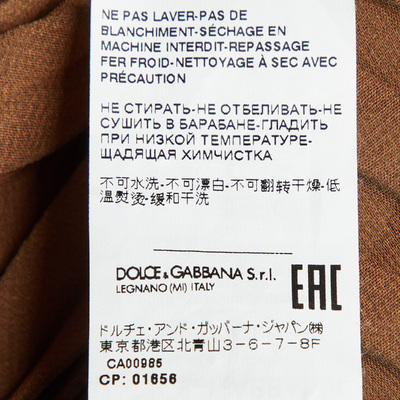 NE PAS LAVER-PAS DE
BLANCHIMENT-SÉCHAGE EN
MACHINE INTERDIT-REPASSAGE
FER FROID-NETTOYAGE À SEC AVEC
PRÉCAUTION
НЕ СТИРАТЬ-НЕ ОТБЕЛИВАТЬ-НЕ
СУШИТЬ В БАРАБАНЕ-ГЛАДИТЬ
ПРИ НИЗКОЙ ТЕМПЕРАТУРЕ-
ЩАДЯЩАЯ ХИМЧИСТКА
不可水洗-不可漂白-不可翻转干燥-低
温熨烫-缓和干洗
DOLCE & GABBANA S.r.l.
LEGNANO (MI) ITALY
EAC
ドルチェ・アンド・ガッバーナ・ジャパン㈱
東京都港区北青山3-6-7-8F
CA00985
CP: 01656